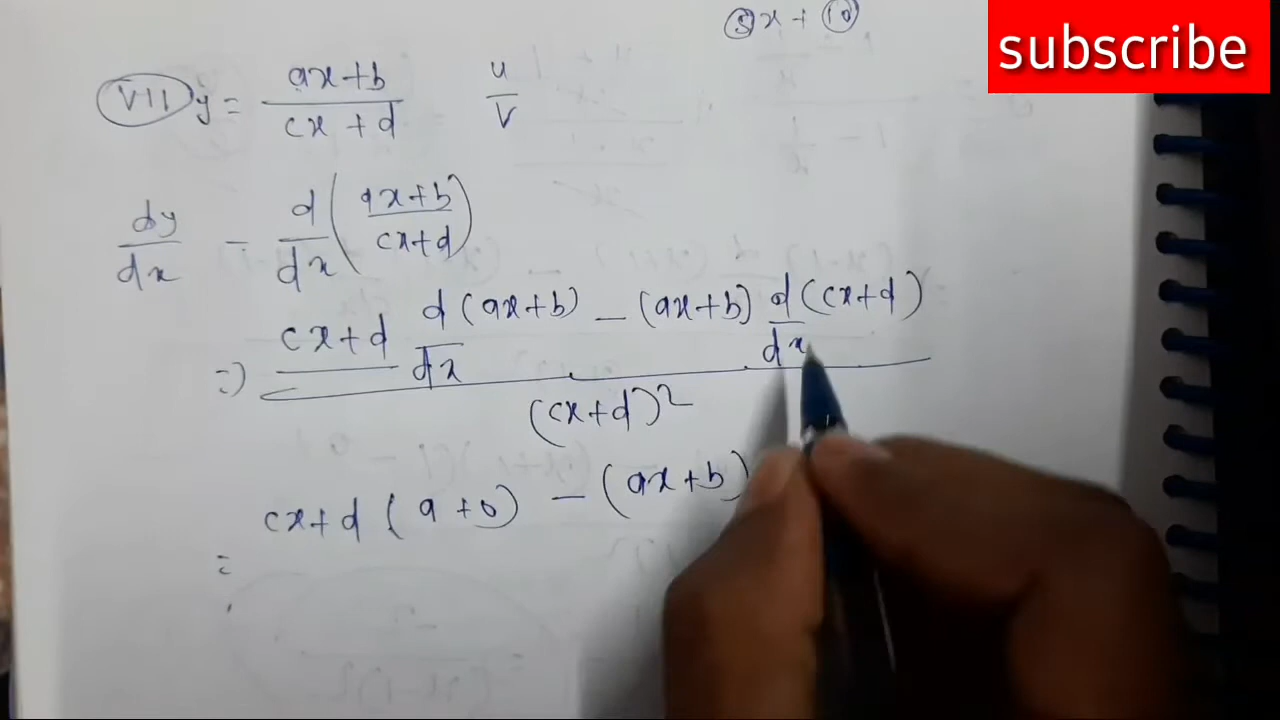 5x + 10
subscribe
VII y = ax+b / cx+d u/v
dy/dx = d/dx (ax+b / cx+d)
=) cx+d d/dx (ax+b) - (ax+b) d/dx (cx+d) / (cx+d)²
= cx+d (a+0) - (ax+b)